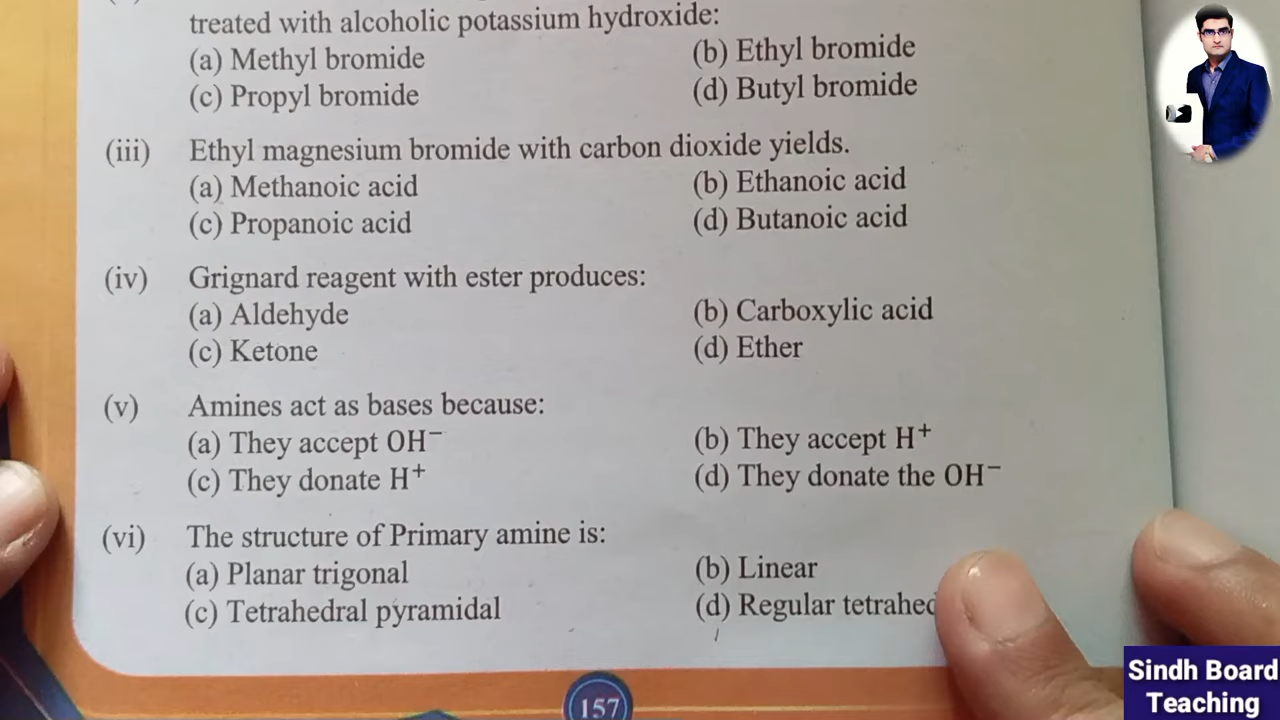 treated with alcoholic potassium hydroxide:
(a) Methyl bromide (b) Ethyl bromide
(c) Propyl bromide (d) Butyl bromide
(iii) Ethyl magnesium bromide with carbon dioxide yields.
(a) Methanoic acid (b) Ethanoic acid
(c) Propanoic acid (d) Butanoic acid
(iv) Grignard reagent with ester produces:
(a) Aldehyde (b) Carboxylic acid
(c) Ketone (d) Ether
(v) Amines act as bases because:
(a) They accept OH⁻ (b) They accept H⁺
(c) They donate H⁺ (d) They donate the OH⁻
(vi) The structure of Primary amine is:
(a) Planar trigonal (b) Linear
(c) Tetrahedral pyramidal (d) Regular
157
Sindh Board
Teaching